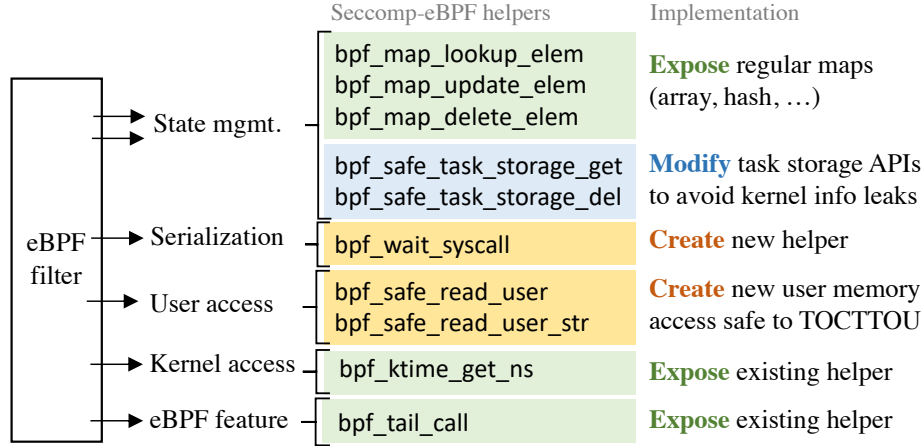 Seccomp-eBPF helpers
Implementation
eBPF
filter
State mgmt.
bpf_map_lookup_elem
bpf_map_update_elem
bpf_map_delete_elem
Expose regular maps
(array, hash, …)
bpf_safe_task_storage_get
bpf_safe_task_storage_del
Modify task storage APIs
to avoid kernel info leaks
Serialization
bpf_wait_syscall
Create new helper
User access
bpf_safe_read_user
bpf_safe_read_user_str
Create new user memory
access safe to TOCTTOU
Kernel access
bpf_ktime_get_ns
Expose existing helper
eBPF feature
bpf_tail_call
Expose existing helper